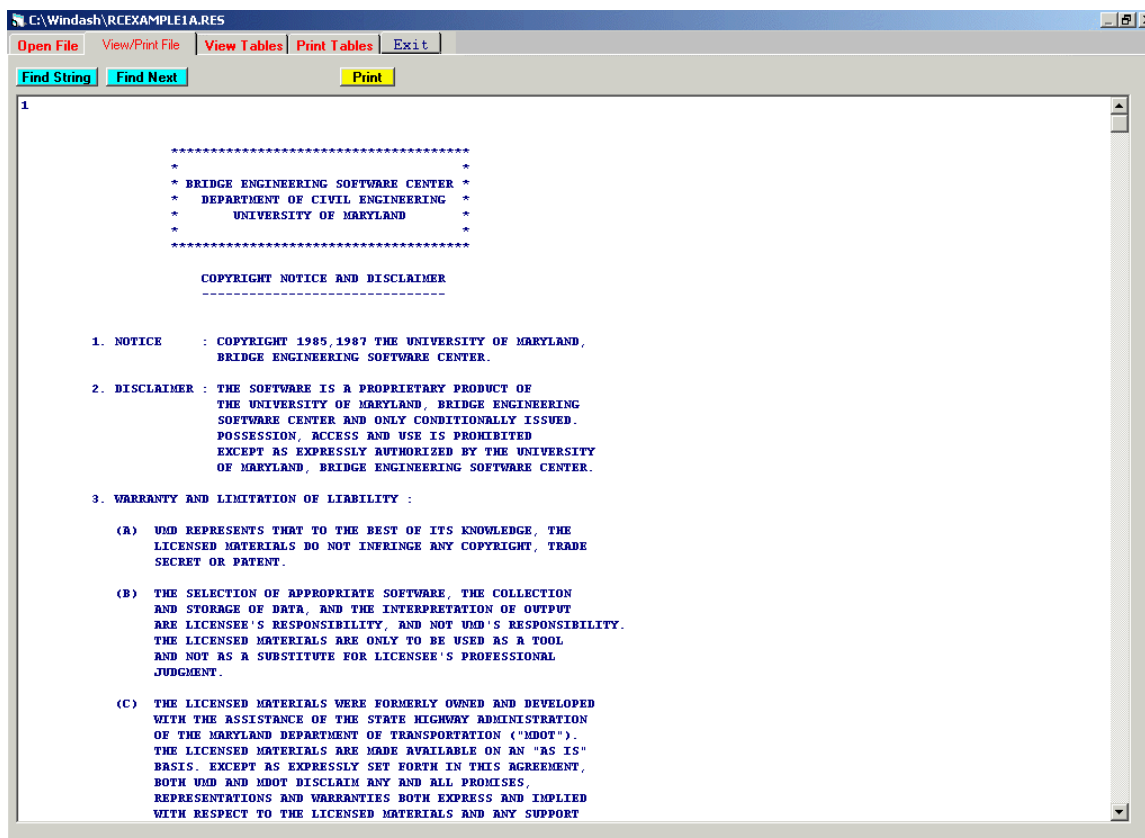 C:\Windash\RCEXAMPLE1A.RES
Open File View/Print File View Tables Print Tables Exit
Find String Find Next Print
1
***************************************
* *
* BRIDGE ENGINEERING SOFTWARE CENTER *
* DEPARTMENT OF CIVIL ENGINEERING *
* UNIVERSITY OF MARYLAND *
* *
***************************************
COPYRIGHT NOTICE AND DISCLAIMER
-------------------------------
1. NOTICE : COPYRIGHT 1985,1987 THE UNIVERSITY OF MARYLAND,
BRIDGE ENGINEERING SOFTWARE CENTER.
2. DISCLAIMER : THE SOFTWARE IS A PROPRIETARY PRODUCT OF
THE UNIVERSITY OF MARYLAND, BRIDGE ENGINEERING
SOFTWARE CENTER AND ONLY CONDITIONALLY ISSUED.
POSSESSION, ACCESS AND USE IS PROHIBITED
EXCEPT AS EXPRESSLY AUTHORIZED BY THE UNIVERSITY
OF MARYLAND, BRIDGE ENGINEERING SOFTWARE CENTER.
3. WARRANTY AND LIMITATION OF LIABILITY :
(A) UMD REPRESENTS THAT TO THE BEST OF ITS KNOWLEDGE, THE
LICENSED MATERIALS DO NOT INFRINGE ANY COPYRIGHT, TRADE
SECRET OR PATENT.
(B) THE SELECTION OF APPROPRIATE SOFTWARE, THE COLLECTION
AND STORAGE OF DATA, AND THE INTERPRETATION OF OUTPUT
ARE LICENSEE'S RESPONSIBILITY, AND NOT UMD'S RESPONSIBILITY.
THE LICENSED MATERIALS ARE ONLY TO BE USED AS A TOOL
AND NOT AS A SUBSTITUTE FOR LICENSEE'S PROFESSIONAL
JUDGMENT.
(C) THE LICENSED MATERIALS WERE FORMERLY OWNED AND DEVELOPED
WITH THE ASSISTANCE OF THE STATE HIGHWAY ADMINISTRATION
OF THE MARYLAND DEPARTMENT OF TRANSPORTATION ("MDOT").
THE LICENSED MATERIALS ARE MADE AVAILABLE ON AN "AS IS"
BASIS. EXCEPT AS EXPRESSLY SET FORTH IN THIS AGREEMENT,
BOTH UMD AND MDOT DISCLAIM ANY AND ALL PROMISES,
REPRESENTATIONS AND WARRANTIES BOTH EXPRESS AND IMPLIED
WITH RESPECT TO THE LICENSED MATERIALS AND ANY SUPPORT